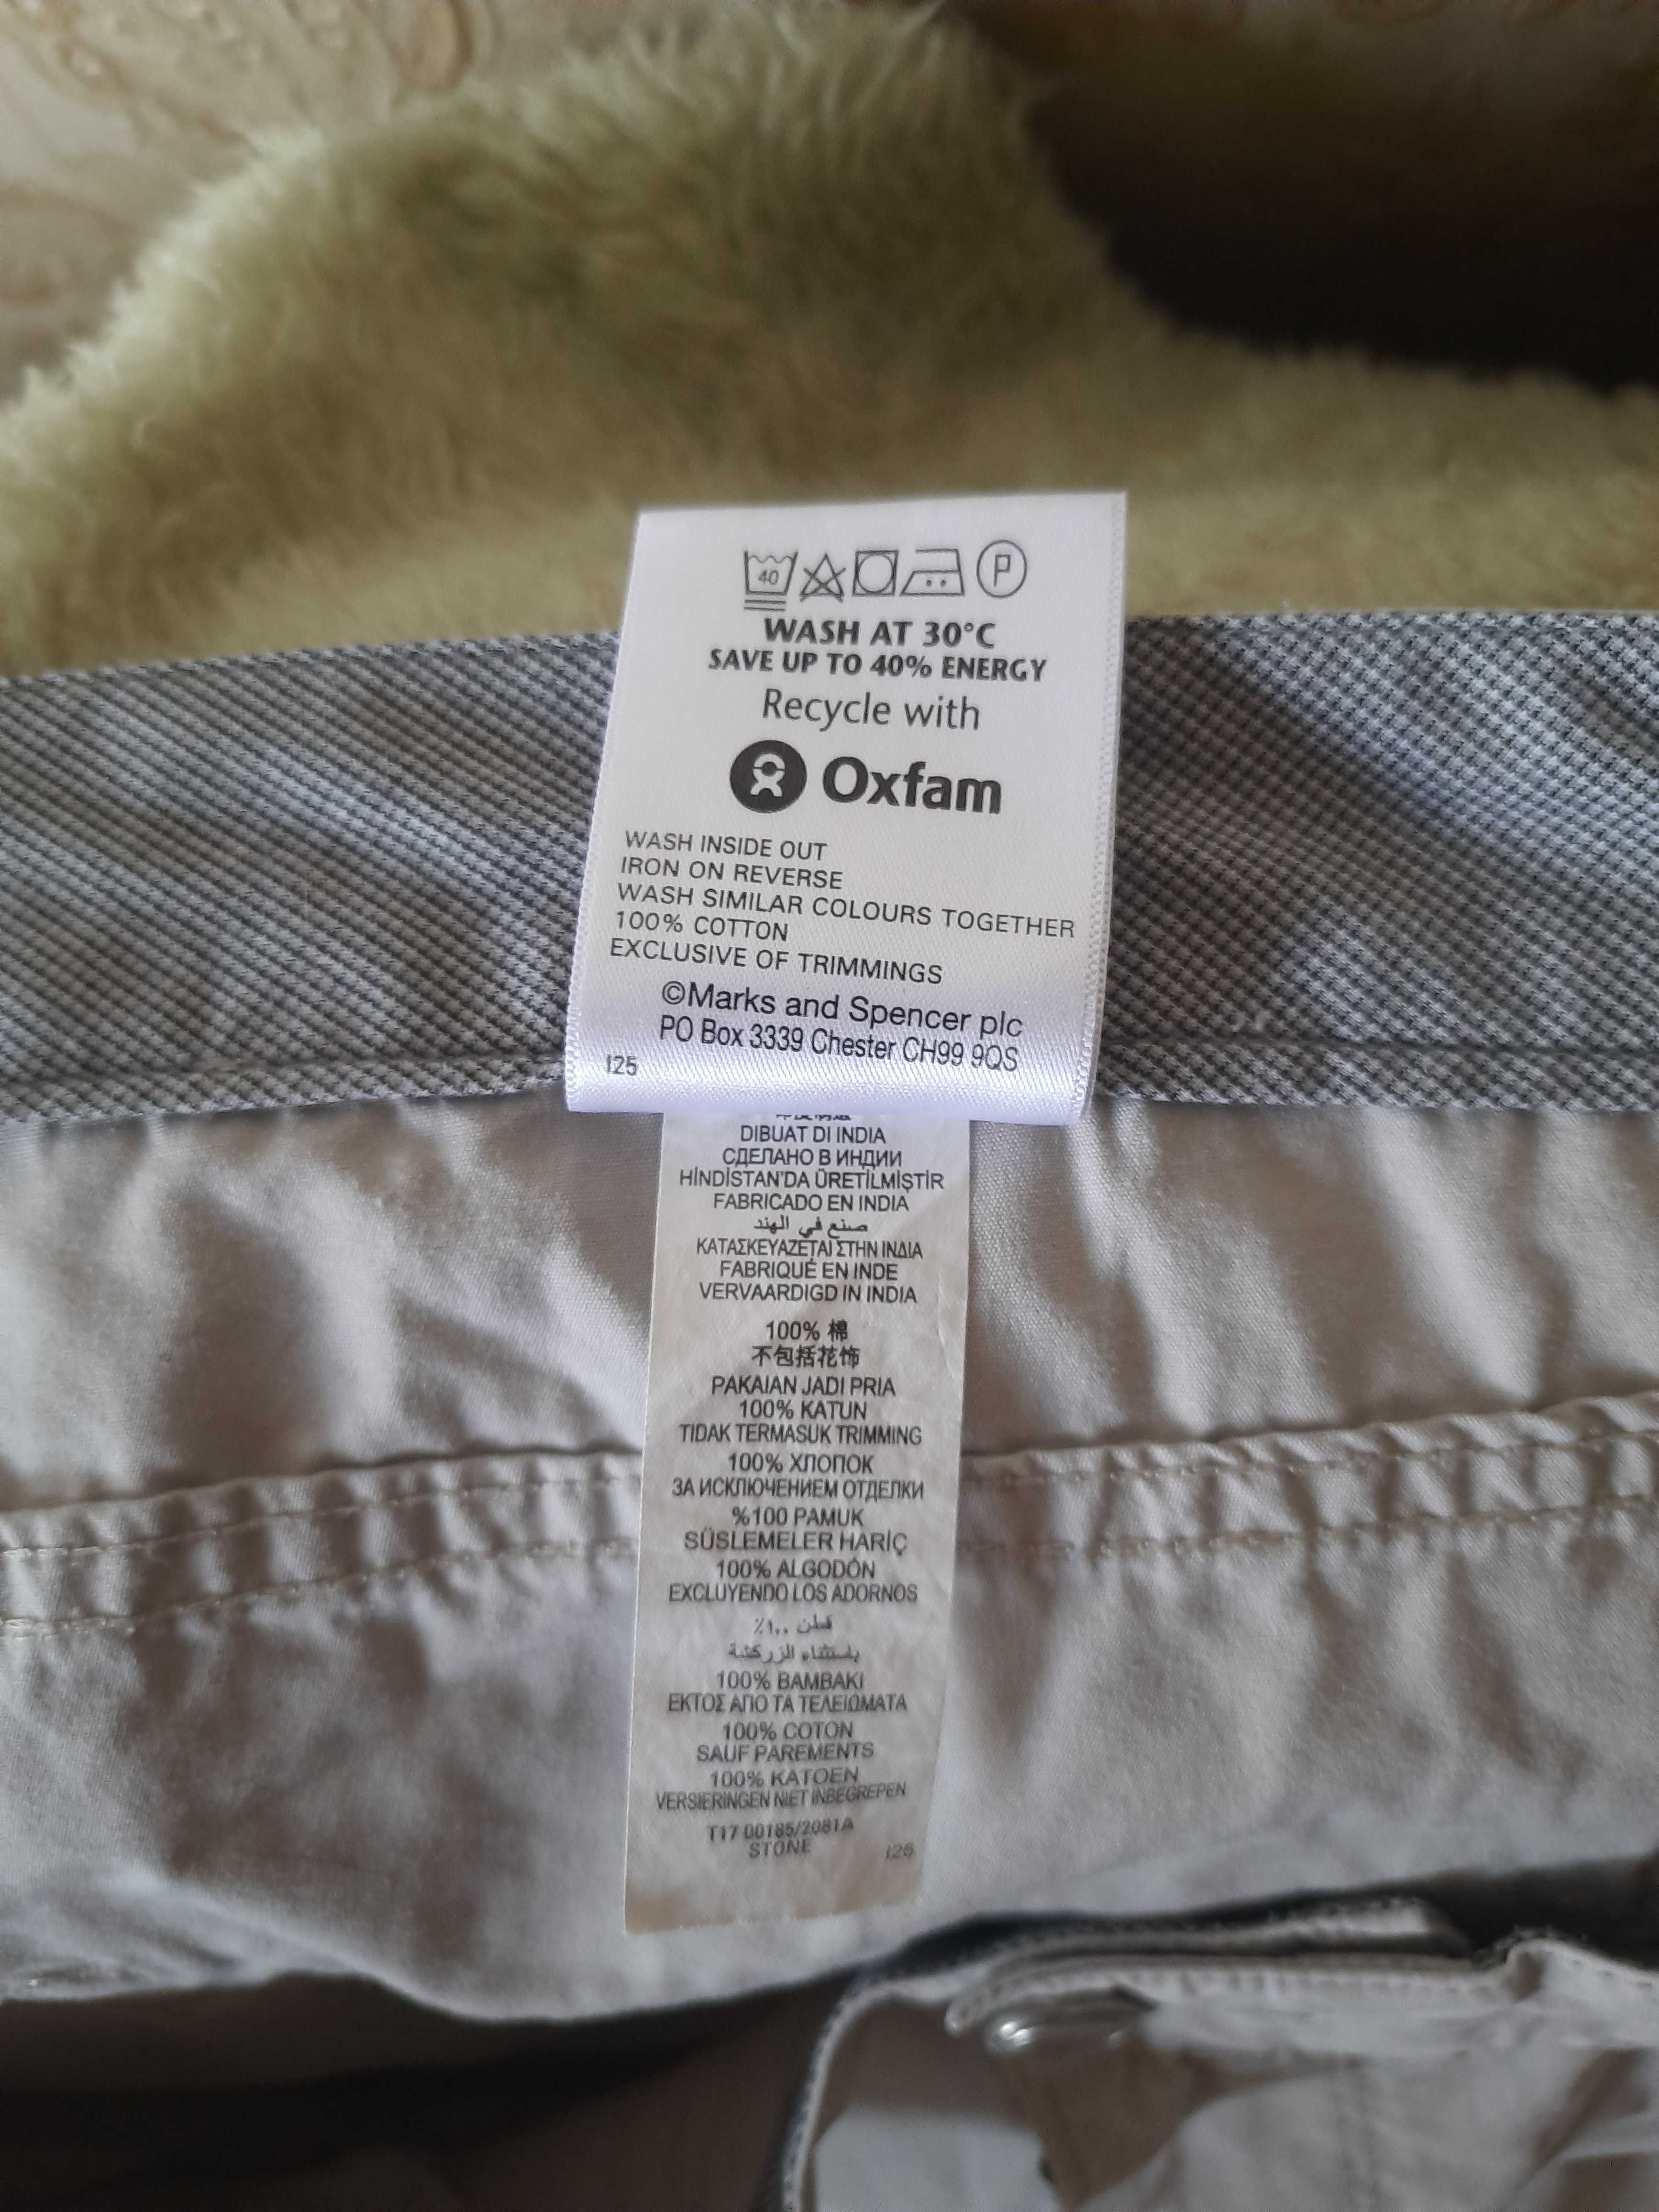 40
P
WASH AT 30°C
SAVE UP TO 40% ENERGY
Recycle with
Oxfam
WASH INSIDE OUT
IRON ON REVERSE
WASH SIMILAR COLOURS TOGETHER
100% COTTON
EXCLUSIVE OF TRIMMINGS
©Marks and Spencer plc
PO Box 3339 Chester CH99 9QS
I25
DIBUAT DI INDIA
СДЕЛАНО В ИНДИИ
HİNDİSTAN'DA ÜRETİLMİŞTİR
FABRICADO EN INDIA
صنع في الهند
ΚΑΤΑΣΚΕΥΑΖΕΤΑΙ ΣΤΗΝ ΙΝΔΙΑ
FABRIQUÉ EN INDE
VERVAARDIGD IN INDIA
100% 棉
不包括花饰
PAKAIAN JADI PRIA
100% KATUN
TIDAK TERMASUK TRIMMING
100% ХЛОПОК
ЗА ИСКЛЮЧЕНИЕМ ОТДЕЛКИ
%100 PAMUK
SÜSLEMELER HARİÇ
100% ALGODÓN
EXCLUYENDO LOS ADORNOS
قطن ١٠٠٪
باستثناء الزركشة
100% ΒΑΜΒΑΚΙ
ΕΚΤΟΣ ΑΠΟ ΤΑ ΤΕΛΕΙΩΜΑΤΑ
100% COTON
SAUF PAREMENTS
100% KATOEN
VERSIERINGEN NIET INBEGREPEN
T17 00185/2081A
STONE
I25